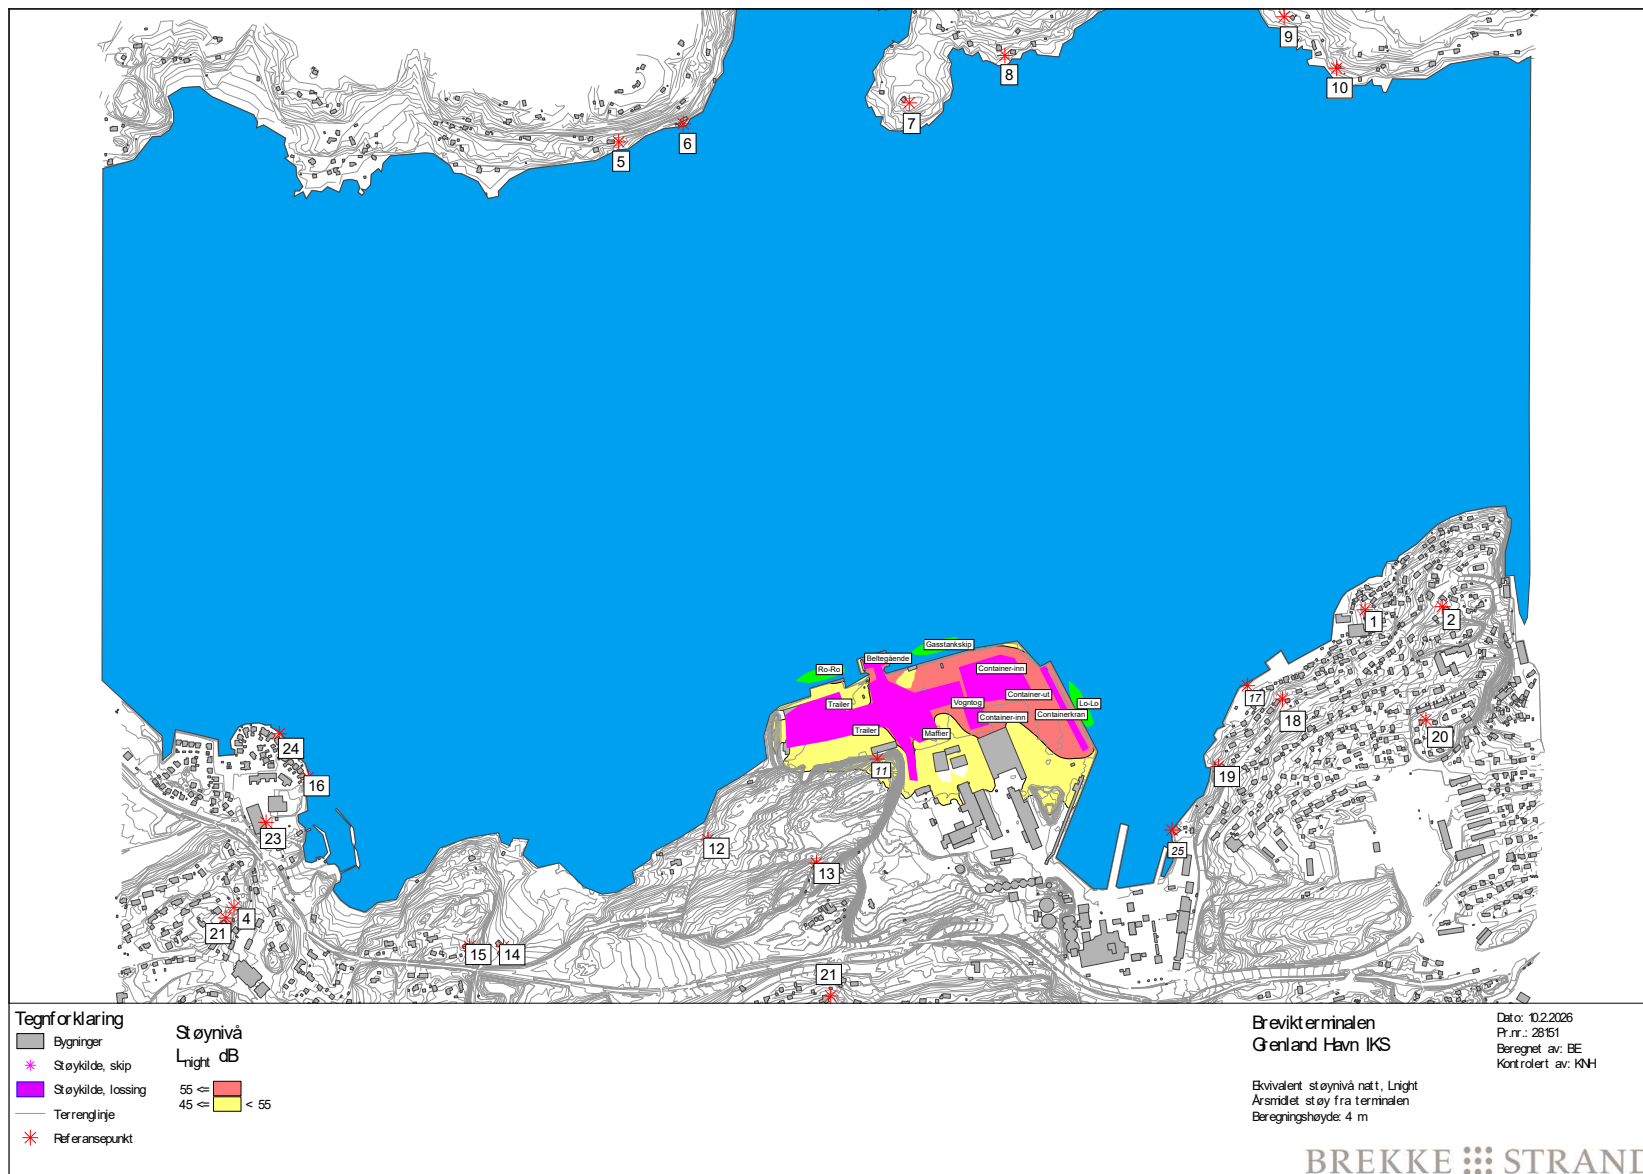 9
8
10
7
6
5
Gasstankskip
Beltegående
Ro-Ro
Container-inn
Trailer
Vogntog
Container-ut
Lo-Lo
Containerkran
Container-inn
Trailer
Maffier
11
1
2
17
18
20
19
25
24
16
23
12
13
4
21
15
14
21
Tegnforklaring
Bygninger
Støykilde, skip
Støykilde, lossing
Terrenglinje
Referansepunkt
Støynivå
Lnight dB
55 <=
45 <= < 55
Brevikterminalen
Grenland Havn IKS
Ekvivalent støynivå natt, Lnight
Årsmidlet støy fra terminalen
Beregningshøyde: 4 m
Dato: 10.2.2026
Pr.nr.: 28151
Beregnet av: BE
Kontrolert av: KNH
BREKKE STRAND